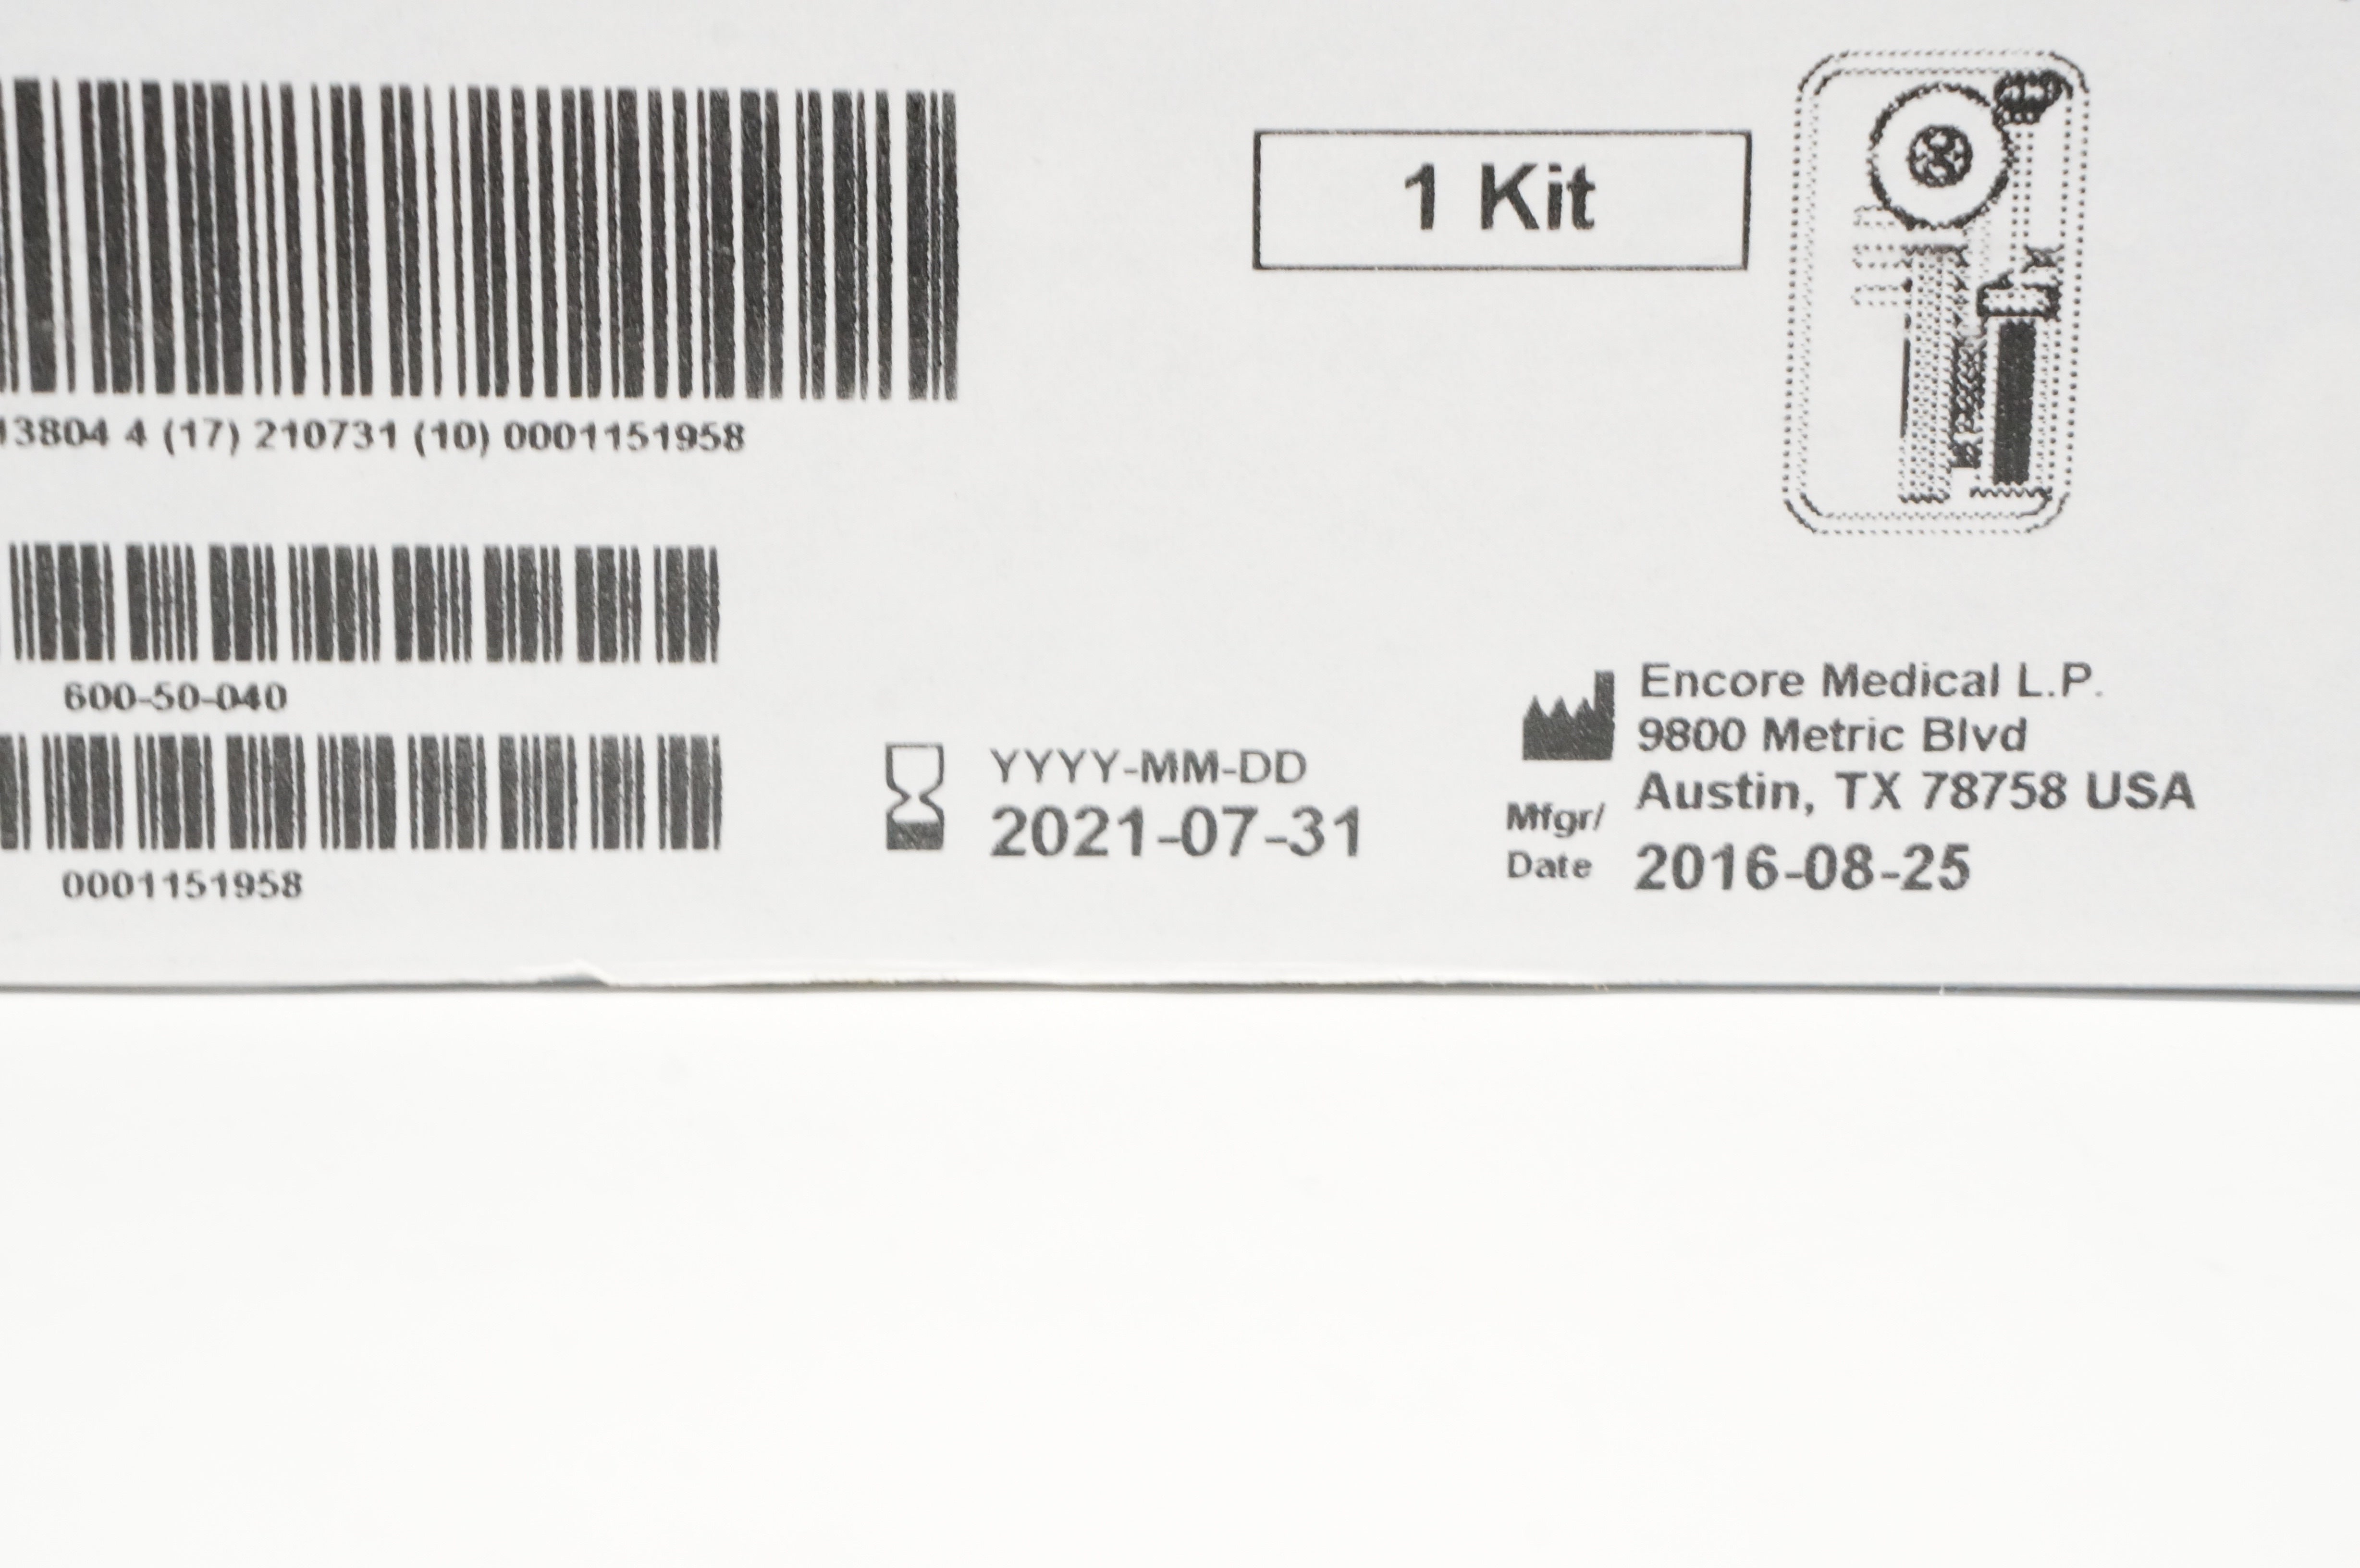 13804 4 (17) 210731 (10) 0001151958
1 Kit
600-50-040
0001151958
YYYY-MM-DD
2021-07-31
Encore Medical L.P.
9800 Metric Blvd
Austin, TX 78758 USA
Mfgr/
Date 2016-08-25